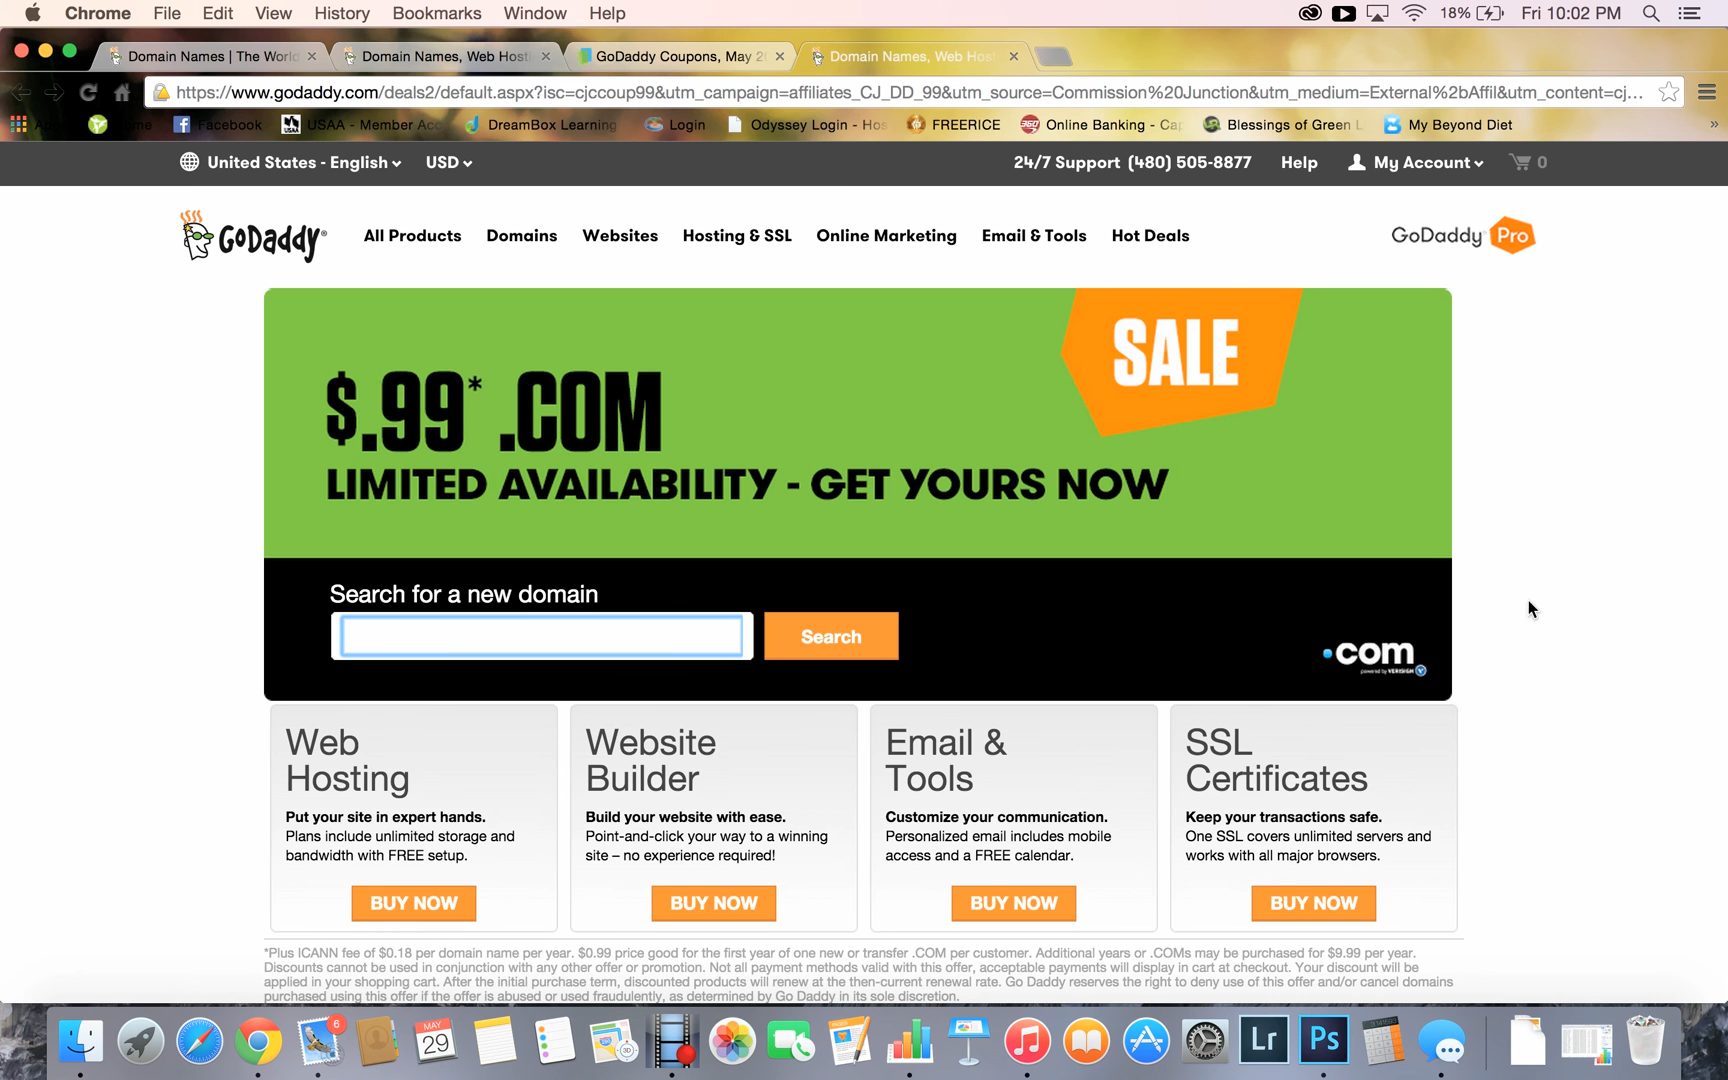 Chrome File Edit View History Bookmarks Window Help 18% Fri 10:02 PM
Domain Names | The World Domain Names, Web Hosti GoDaddy Coupons, May 2 Domain Names, Web Hos
https://www.godaddy.com/deals2/default.aspx?isc=cjccoup99&utm_campaign=affiliates_CJ_DD_99&utm_source=Commission%20Junction&utm_medium=External%2bAffil&utm_content=cj...
Facebook USAA - Member Acc DreamBox Learning Login Odyssey Login - Hos FREERICE 360 Online Banking - Cap Blessings of Green L My Beyond Diet »
United States - English USD 24/7 Support (480) 505-8877 Help My Account 0
GoDaddy® All Products Domains Websites Hosting & SSL Online Marketing Email & Tools Hot Deals GoDaddy Pro
SALE
$.99* .COM
LIMITED AVAILABILITY - GET YOURS NOW
Search for a new domain
Search
.com
powered by VERISIGN
Web
Hosting
Put your site in expert hands.
Plans include unlimited storage and
bandwidth with FREE setup.
BUY NOW
Website
Builder
Build your website with ease.
Point-and-click your way to a winning
site – no experience required!
BUY NOW
Email &
Tools
Customize your communication.
Personalized email includes mobile
access and a FREE calendar.
BUY NOW
SSL
Certificates
Keep your transactions safe.
One SSL covers unlimited servers and
works with all major browsers.
BUY NOW
*Plus ICANN fee of $0.18 per domain name per year. $0.99 price good for the first year of one new or transfer .COM per customer. Additional years or .COMs may be purchased for $9.99 per year.
Discounts cannot be used in conjunction with any other offer or promotion. Not all payment methods valid with this offer, acceptable payments will display in cart at checkout. Your discount will be
applied in your shopping cart. After the initial purchase term, discounted products will renew at the then-current renewal rate. Go Daddy reserves the right to deny use of this offer and/or cancel domains
purchased using this offer if the offer is abused or used fraudulently, as determined by Go Daddy in its sole discretion.
6 MAY 29 3D Lr Ps